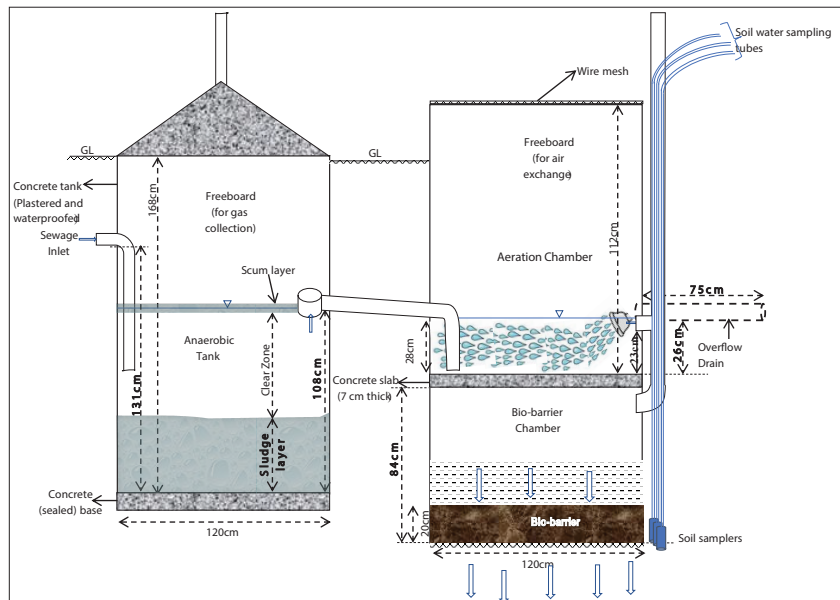 Soil water sampling
tubes
Wire mesh
GL
GL
Freeboard
(for air
exchange)
Concrete tank
(Plastered and
waterproofed)
Sewage
Inlet
168cm
Freeboard
(for gas
collection)
112cm
Aeration Chamber
Scum layer
75cm
Anaerobic
Tank
Clear Zone
131cm
108cm
28cm
23cm
26cm
Overflow
Drain
Concrete slab
(7 cm thick)
Bio-barrier
Chamber
Sludge
layer
84cm
Concrete
(sealed) base
20cm
Bio-barrier
Soil samplers
120cm
120cm